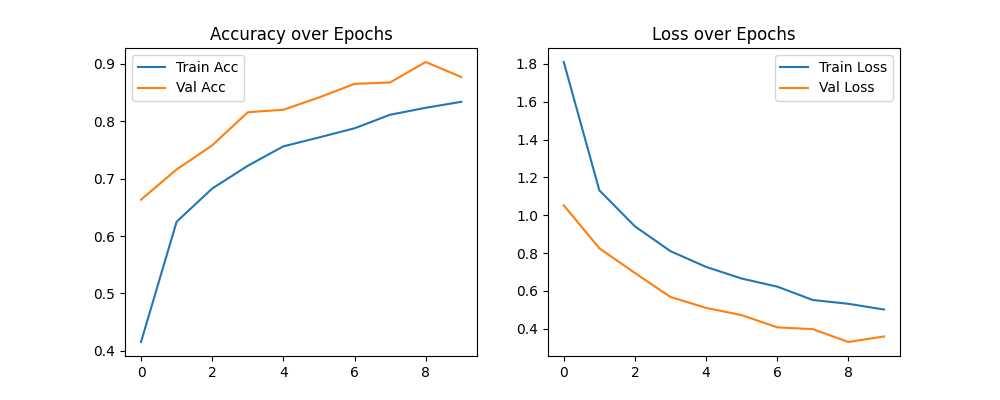 Accuracy over Epochs
Train Acc
Val Acc
0.9
0.8
0.7
0.6
0.5
0.4
0 2 4 6 8
Loss over Epochs
Train Loss
Val Loss
1.8
1.6
1.4
1.2
1.0
0.8
0.6
0.4
0 2 4 6 8